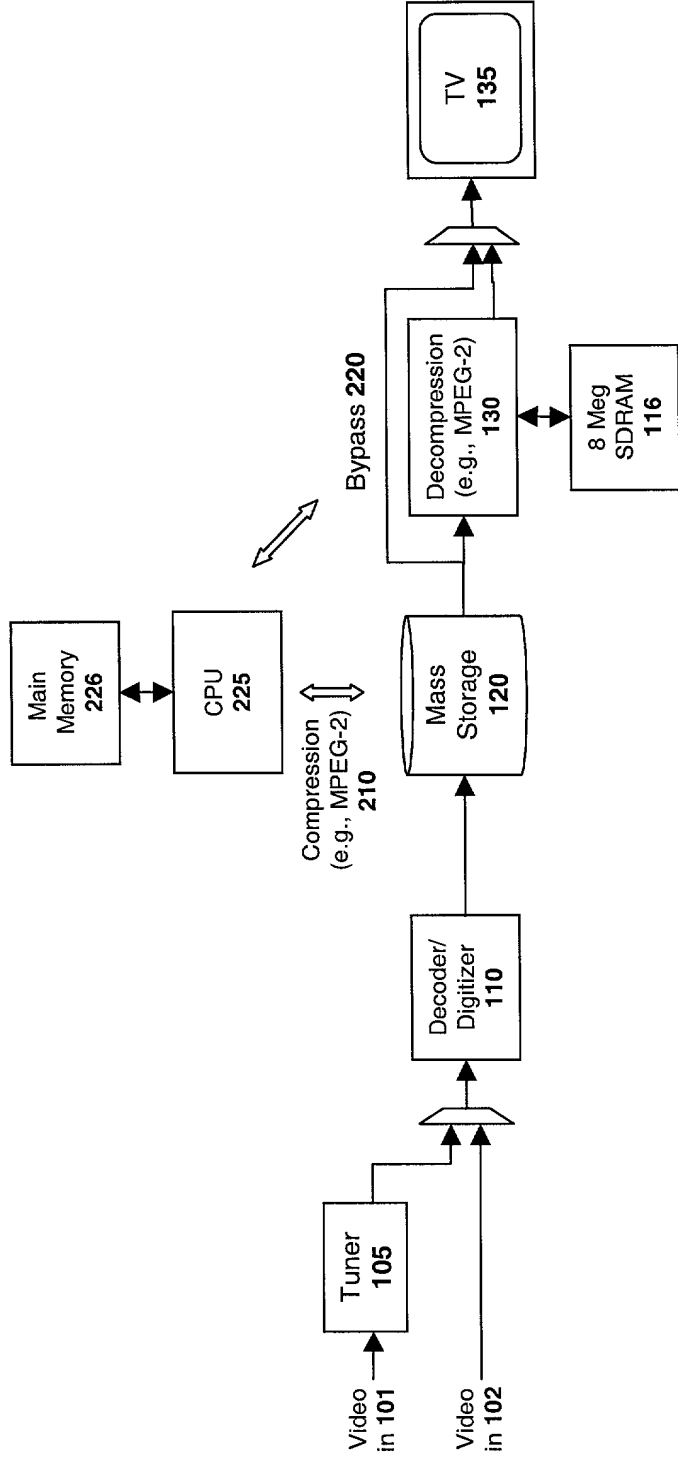 Video
in 101
Video
in 102
Tuner
105
Decoder/
Digitizer
110
Mass
Storage
120
Compression
(e.g., MPEG-2)
210
Main
Memory
226
CPU
225
Bypass 220
Decompression
(e.g., MPEG-2)
130
8 Meg
SDRAM
116
TV
135